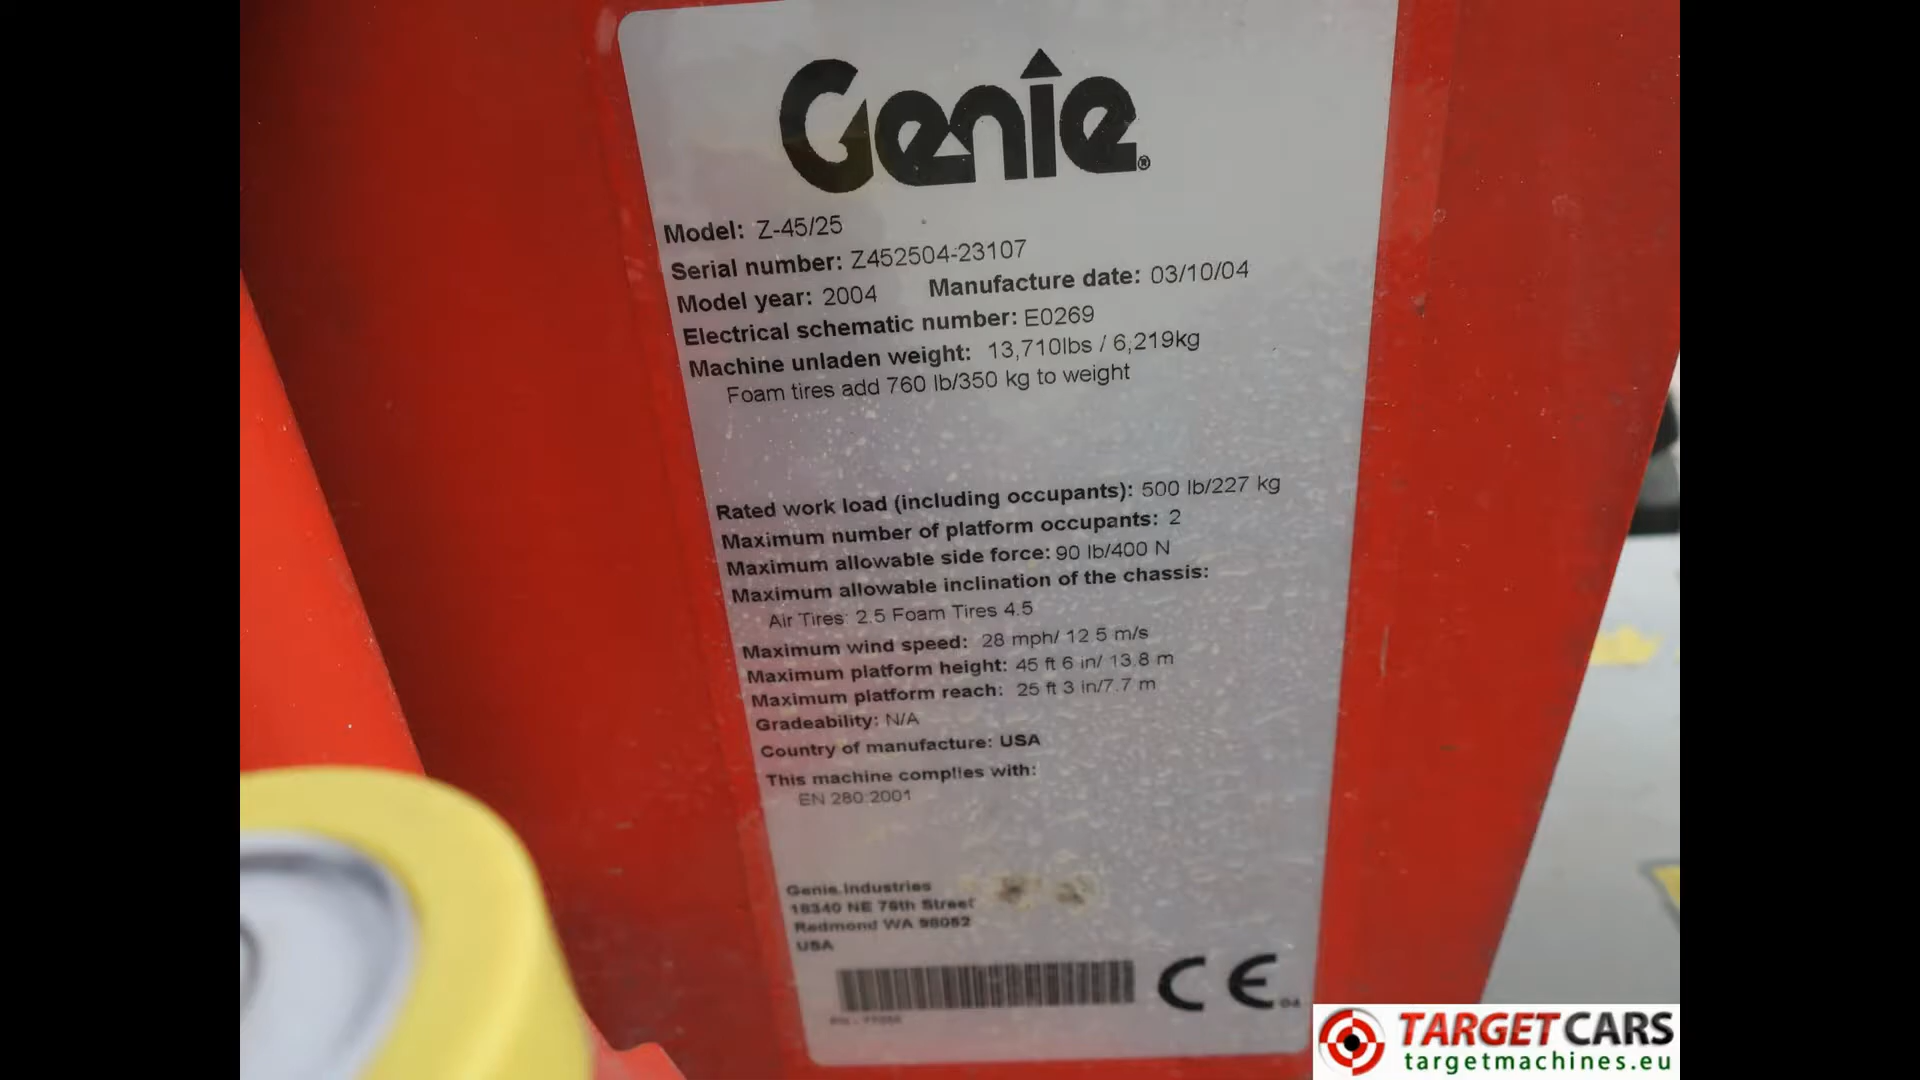 Genie®
Model: Z-45/25
Serial number: Z452504-23107
Model year: 2004 Manufacture date: 03/10/04
Electrical schematic number: E0269
Machine unladen weight: 13,710lbs / 6,219kg
Foam tires add 760 lb/350 kg to weight
Rated work load (including occupants): 500 lb/227 kg
Maximum number of platform occupants: 2
Maximum allowable side force: 90 lb/400 N
Maximum allowable inclination of the chassis:
Air Tires: 2.5 Foam Tires 4.5
Maximum wind speed: 28 mph/ 12.5 m/s
Maximum platform height: 45 ft 6 in/ 13.8 m
Maximum platform reach: 25 ft 3 in/7.7 m
Gradeability: N/A
Country of manufacture: USA
This machine complies with:
EN 280:2001
Genie Industries
18340 NE 76th Street
Redmond WA 98052
USA
CE 04
TARGET CARS
targetmachines.eu